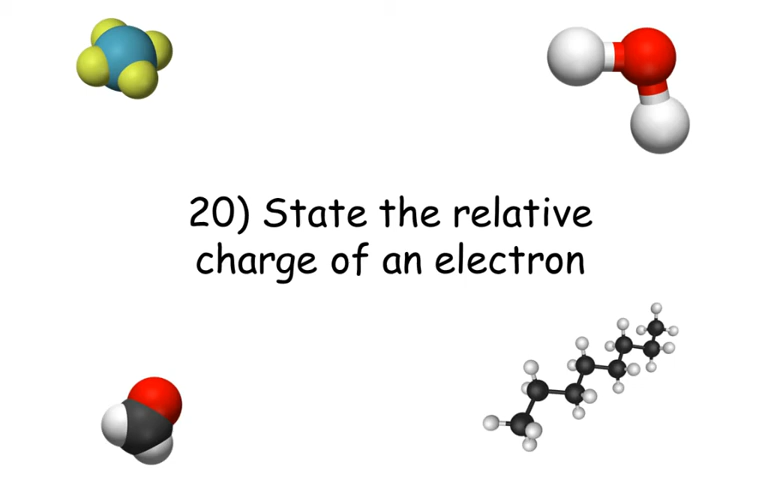 20) State the relative
charge of an electron